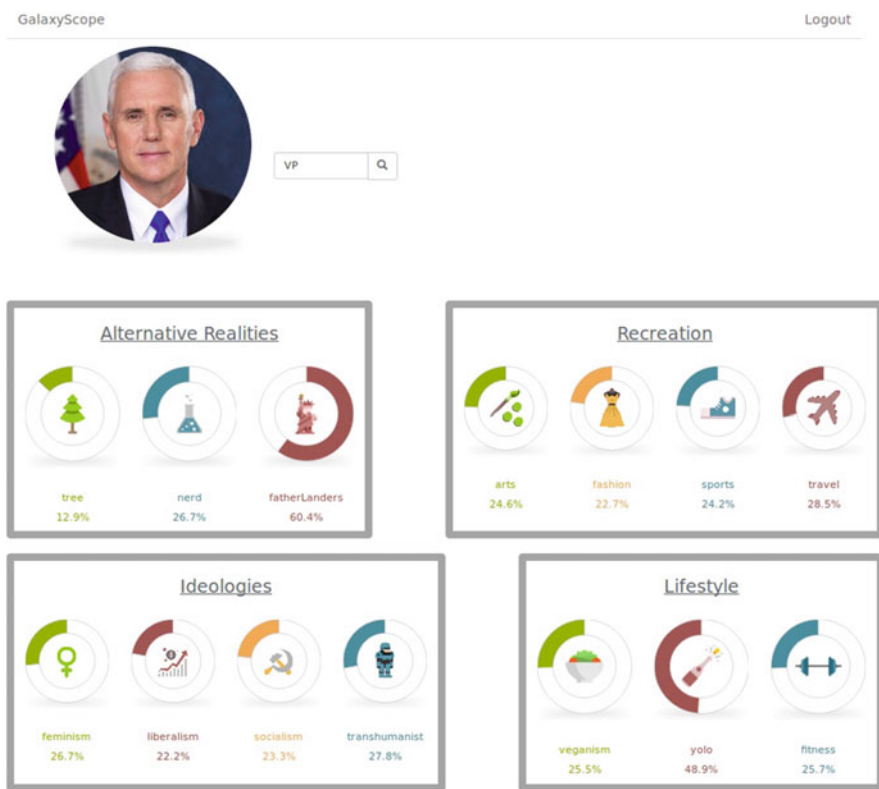 GalaxyScope Logout
VP
Alternative Realities
tree nerd fatherLanders
12.9% 26.7% 60.4%
Recreation
arts fashion sports travel
24.6% 22.7% 24.2% 28.5%
Ideologies
feminism liberalism socialism transhumanist
26.7% 22.2% 23.3% 27.8%
Lifestyle
veganism yolo fitness
25.5% 48.9% 25.7%